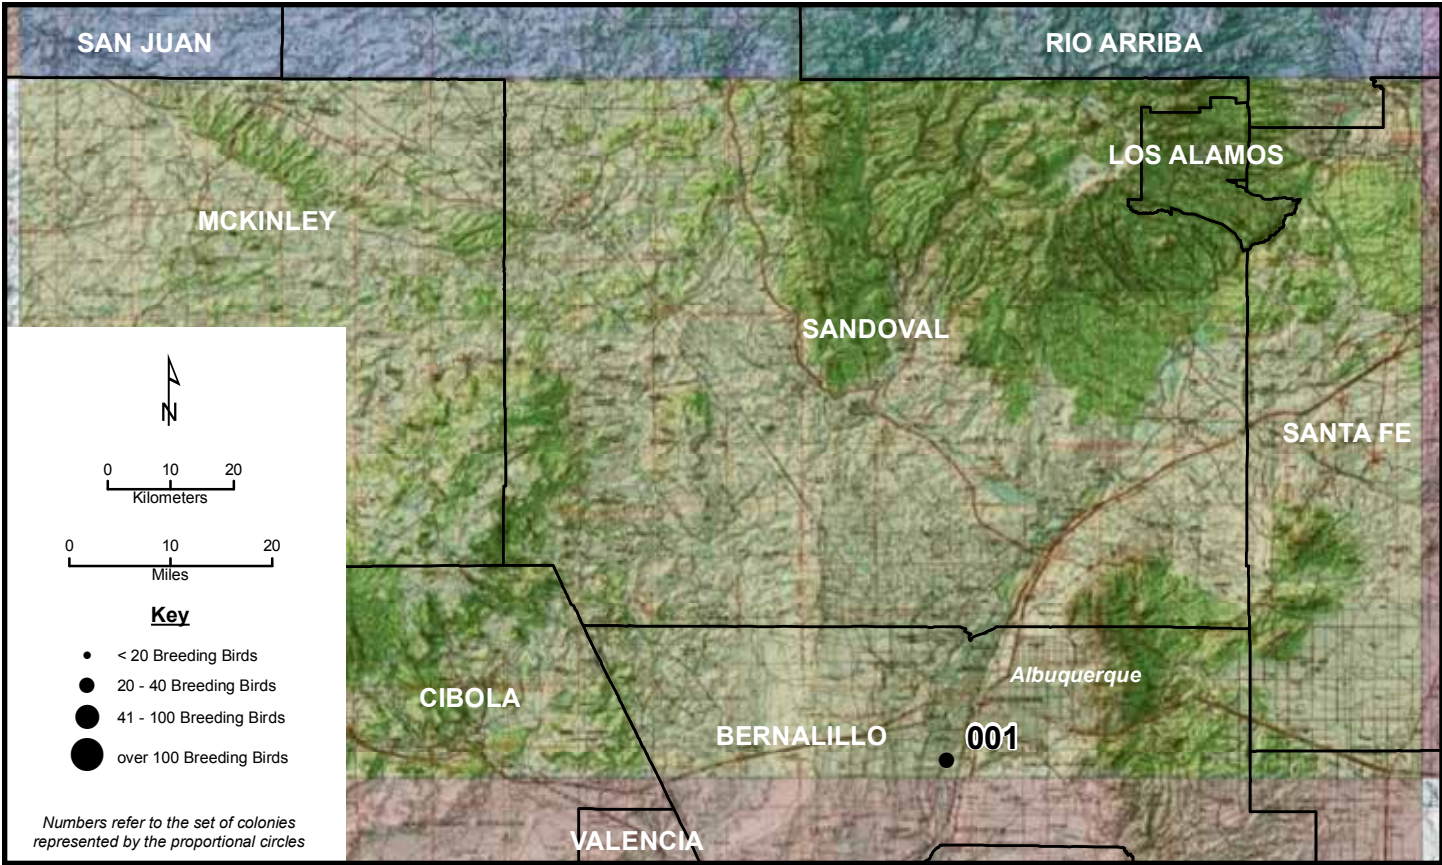 SAN JUAN
RIO ARRIBA
LOS ALAMOS
MCKINLEY
SANDOVAL
SANTA FE
CIBOLA
Albuquerque
BERNALILLO
001
VALENCIA
N
0 10 20
Kilometers
0 10 20
Miles
Key
< 20 Breeding Birds
20 - 40 Breeding Birds
41 - 100 Breeding Birds
over 100 Breeding Birds
Numbers refer to the set of colonies
represented by the proportional circles